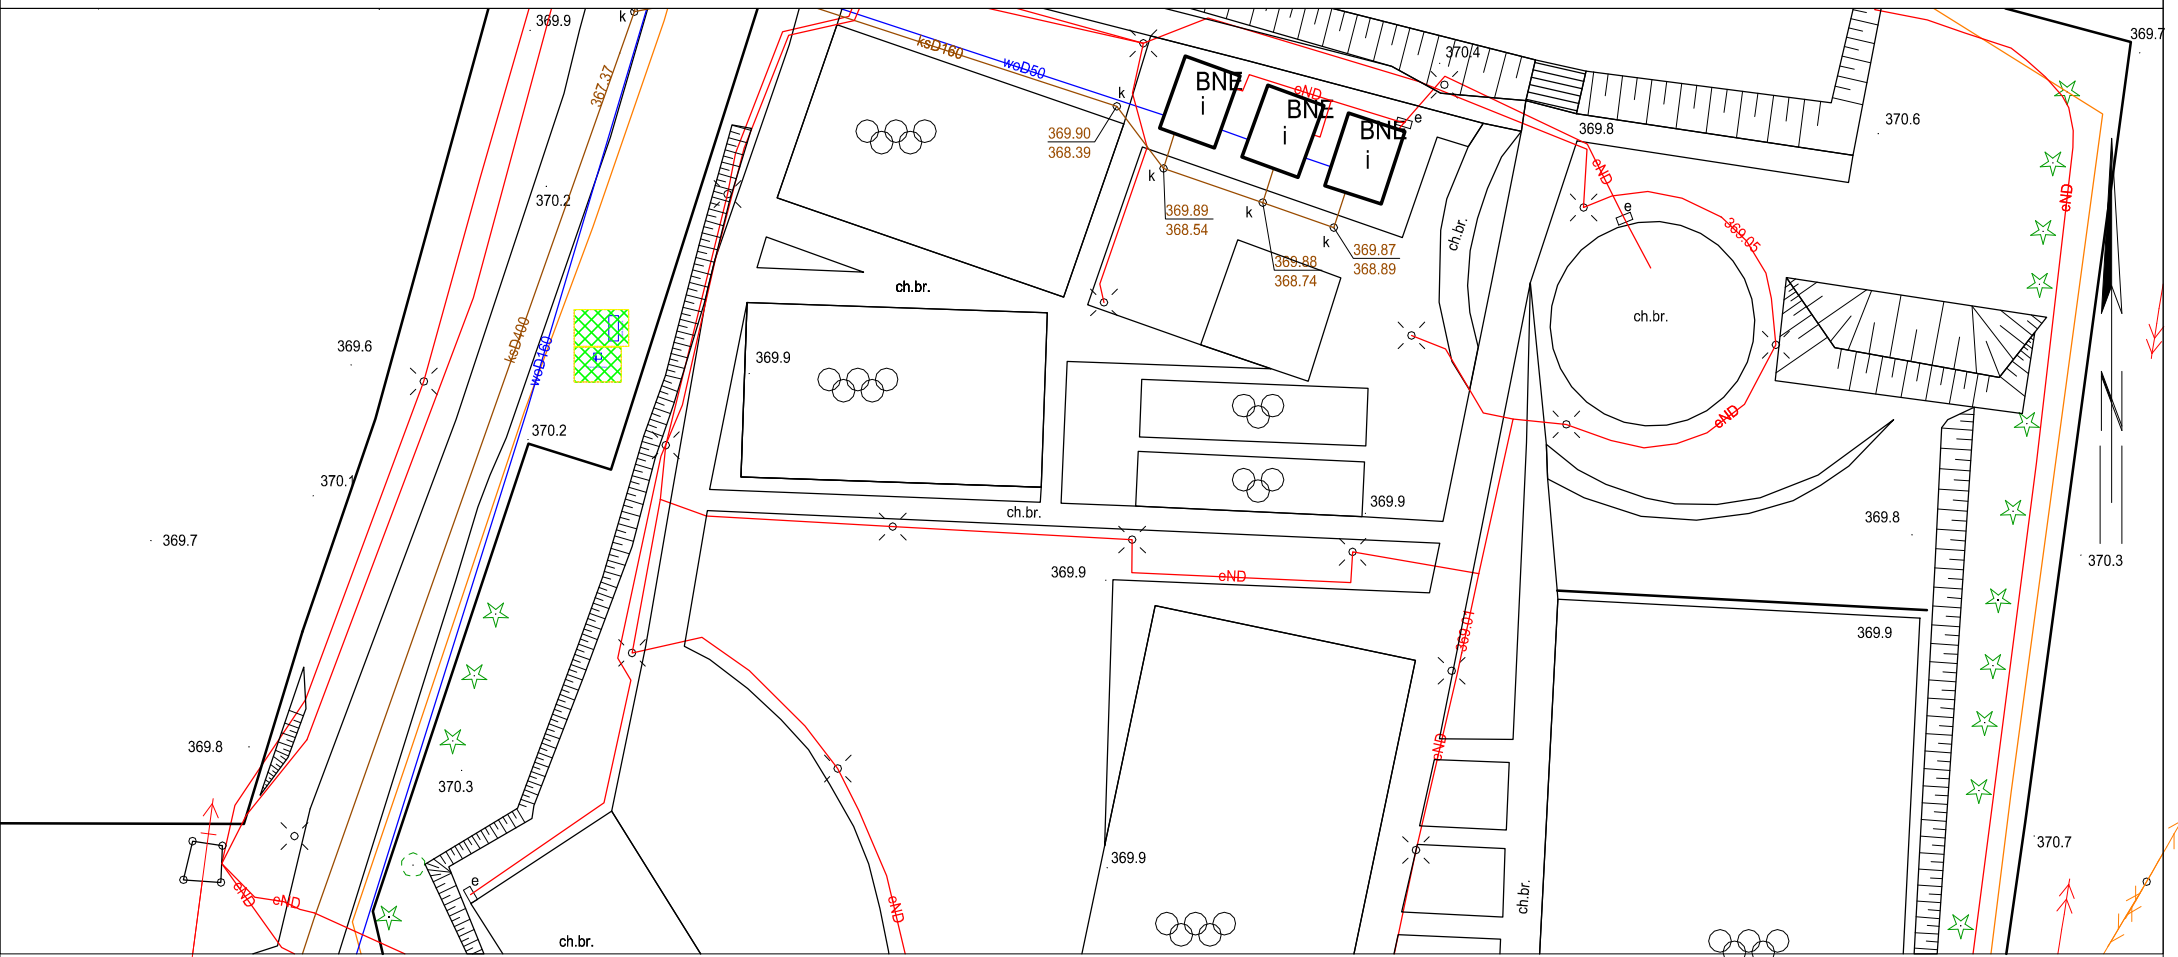 369.9
k
369.7
ksD160
woD50
370.4
367.37
BNE
i
BNE
i
BNE
i
eND
k
e
369.90
368.39
369.8
370.6
k
eND
eND
370.2
k
369.89
368.54
e
k
369.87
368.89
369.88
368.74
ch.br.
369.05
ch.br.
ch.br.
369.6
ksD400
woD160
369.9
eND
370.2
370.1
369.9
ch.br.
369.8
369.7
370.3
369.9
eND
369.01
369.9
369.8
eND
370.3
370.7
369.9
e
eND
eND
eND
ch.br.
ch.br.